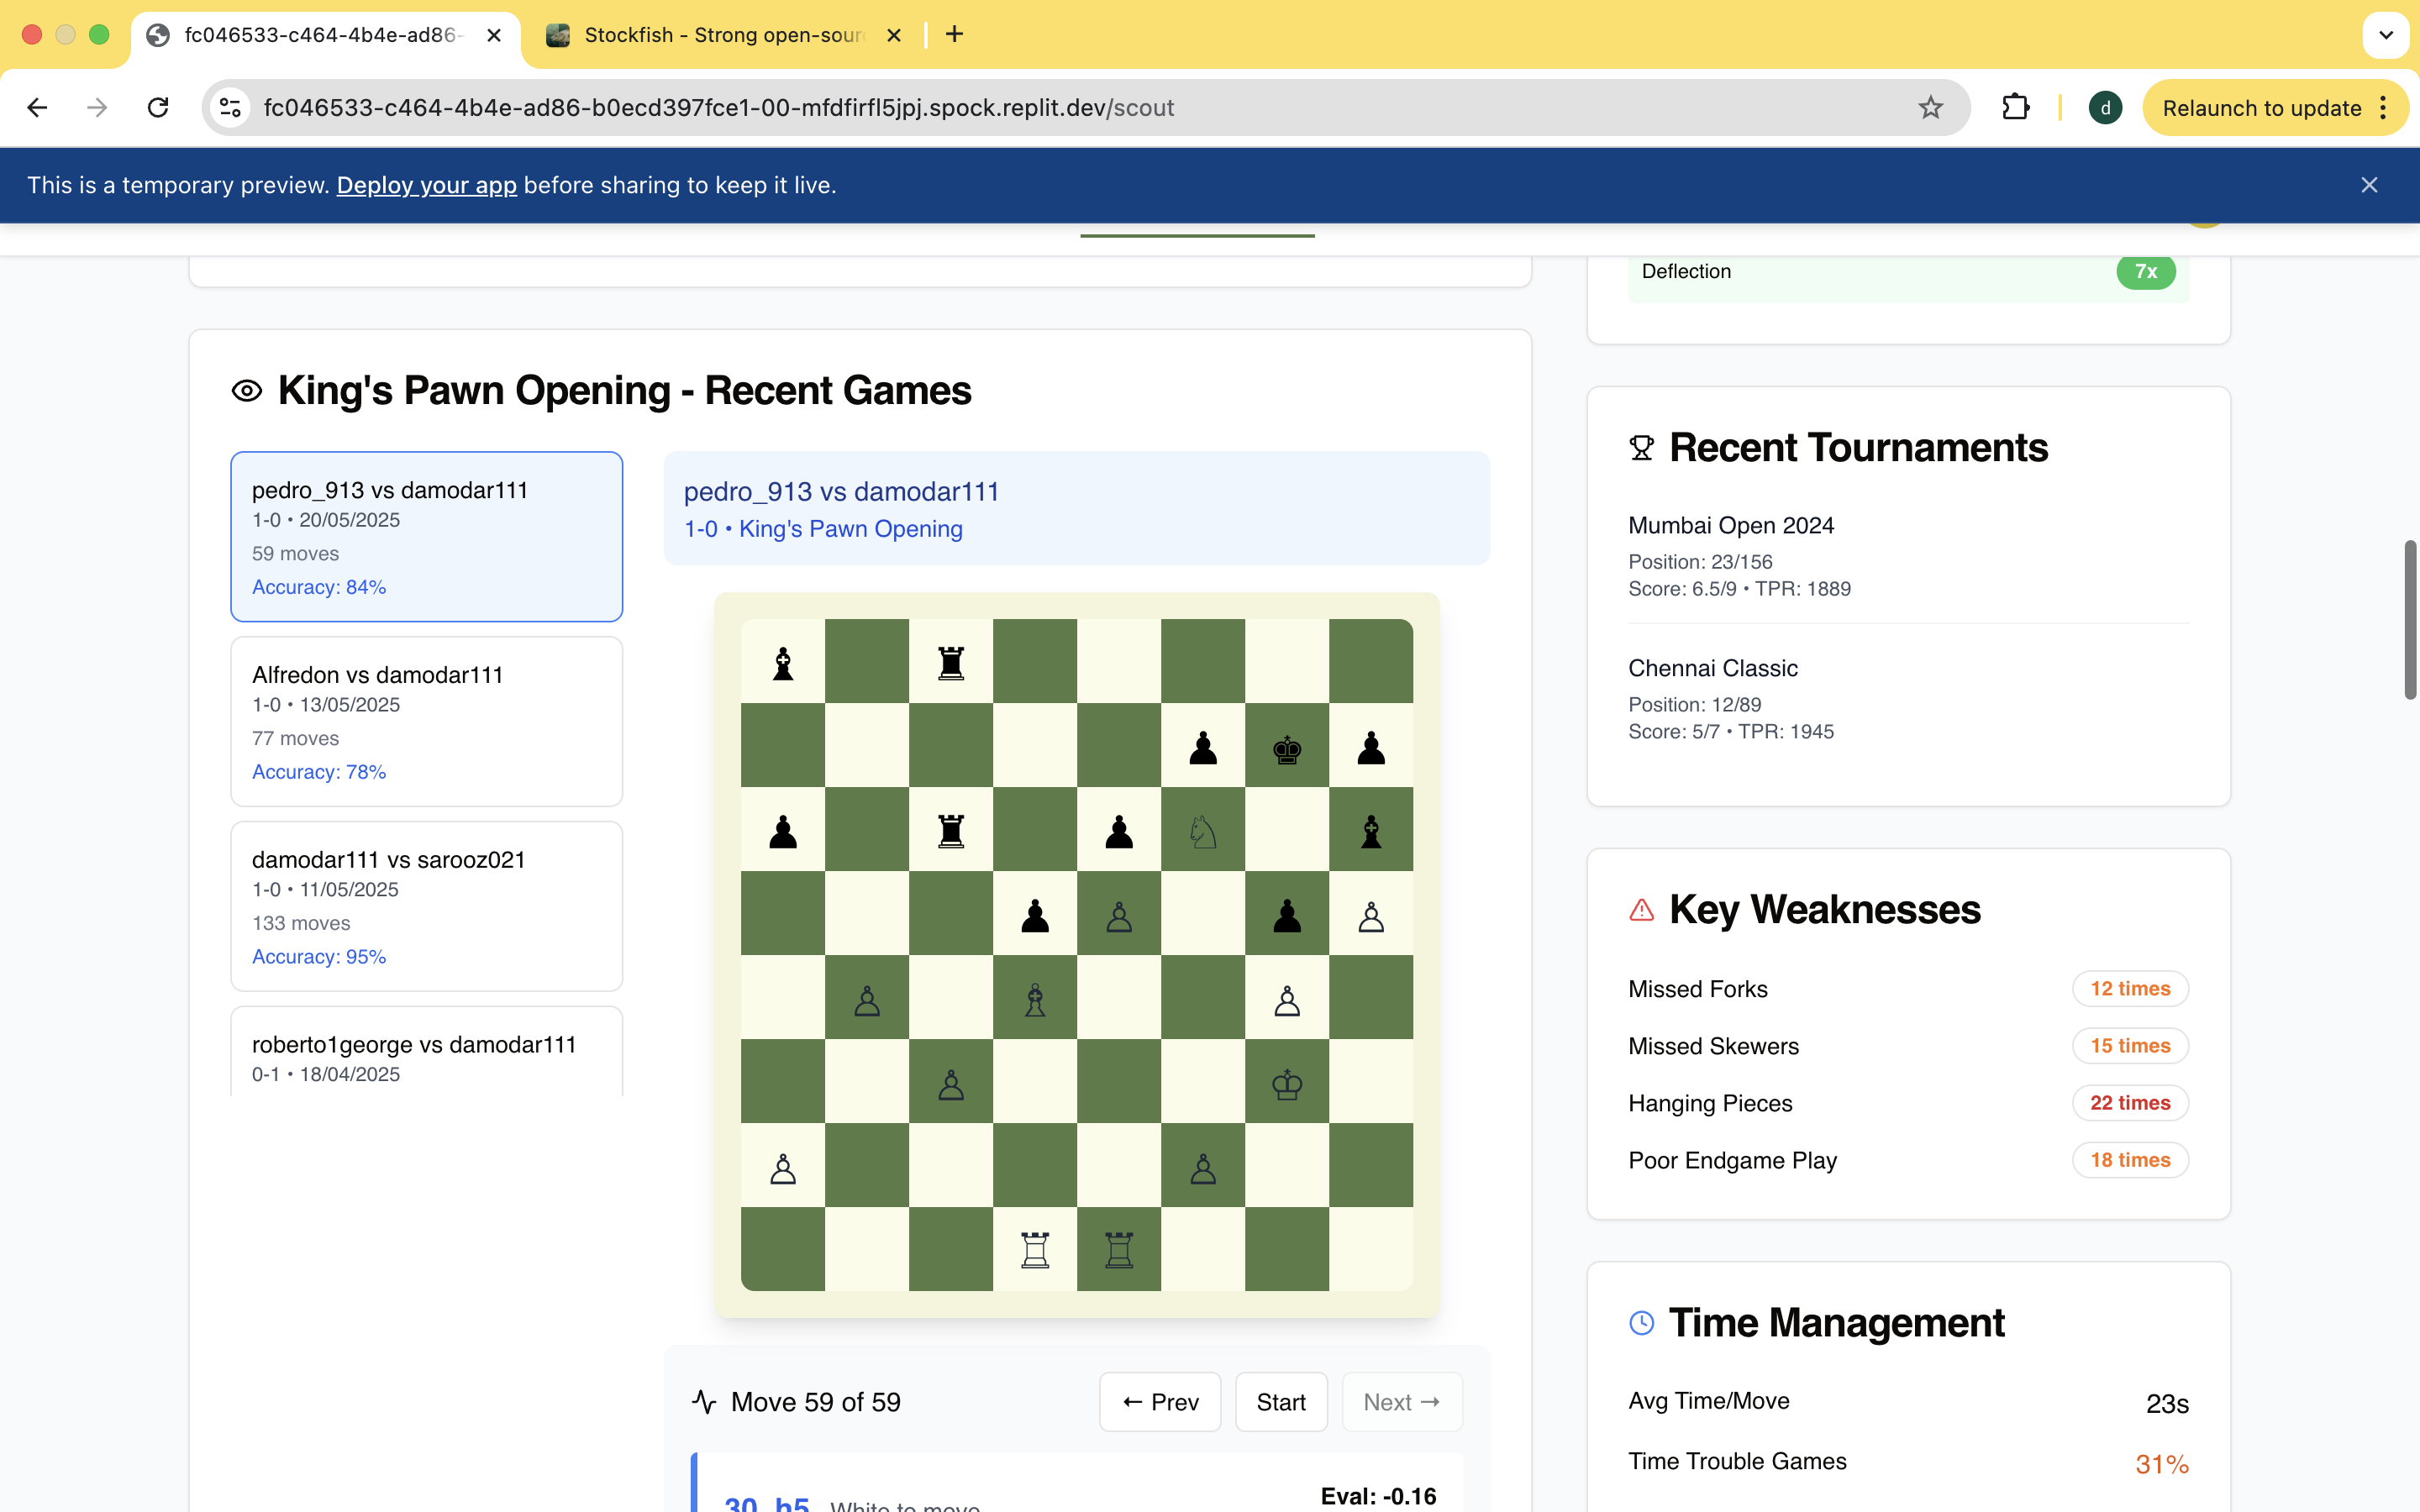 fc046533-c464-4b4e-ad86-
Stockfish - Strong open-sour
fc046533-c464-4b4e-ad86-b0ecd397fce1-00-mfdfirfl5jpj.spock.replit.dev/scout
d
Relaunch to update
This is a temporary preview. Deploy your app before sharing to keep it live.
Deflection
7x
King's Pawn Opening - Recent Games
pedro_913 vs damodar111
1-0 • 20/05/2025
59 moves
Accuracy: 84%
Alfredon vs damodar111
1-0 • 13/05/2025
77 moves
Accuracy: 78%
damodar111 vs sarooz021
1-0 • 11/05/2025
133 moves
Accuracy: 95%
roberto1george vs damodar111
0-1 • 18/04/2025
pedro_913 vs damodar111
1-0 • King's Pawn Opening
Move 59 of 59
← Prev
Start
Next →
30. h5 White to move
Eval: -0.16
Recent Tournaments
Mumbai Open 2024
Position: 23/156
Score: 6.5/9 • TPR: 1889
Chennai Classic
Position: 12/89
Score: 5/7 • TPR: 1945
Key Weaknesses
Missed Forks
12 times
Missed Skewers
15 times
Hanging Pieces
22 times
Poor Endgame Play
18 times
Time Management
Avg Time/Move
23s
Time Trouble Games
31%